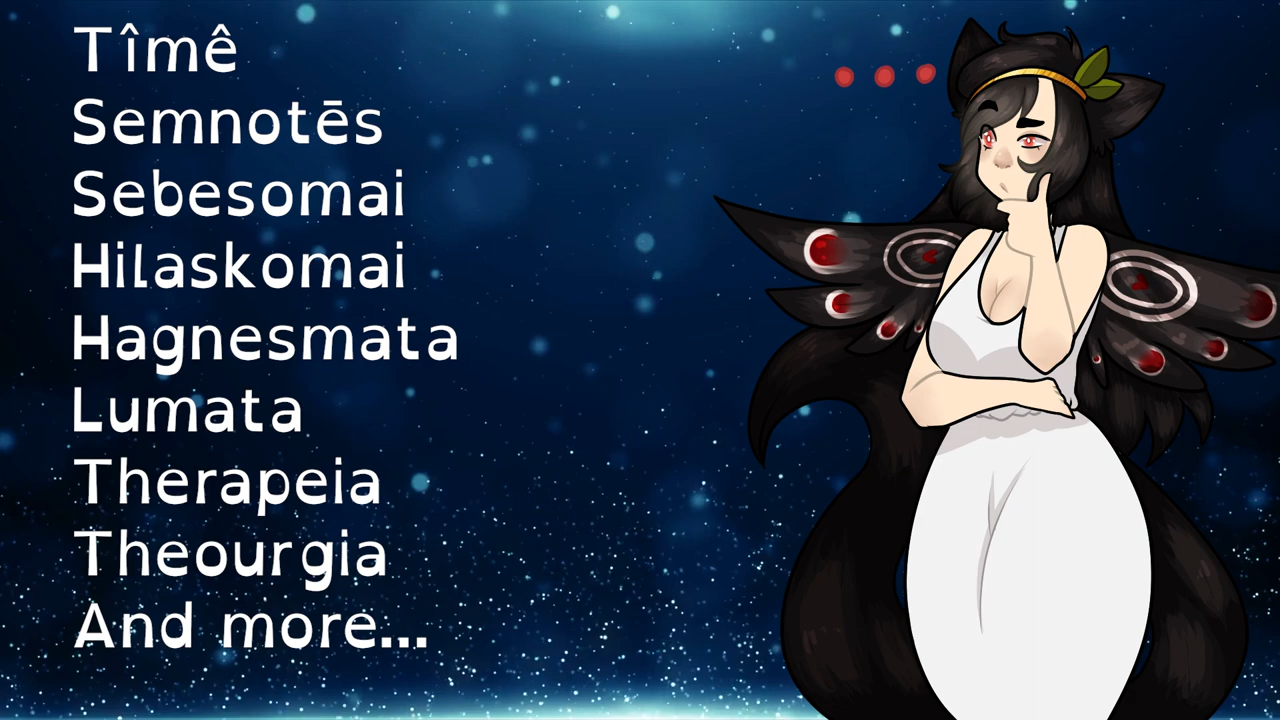 Tîmê
Semnotēs
Sebesomai
Hilaskomai
Hagnesmata
Lumata
Therapeia
Theourgia
And more...